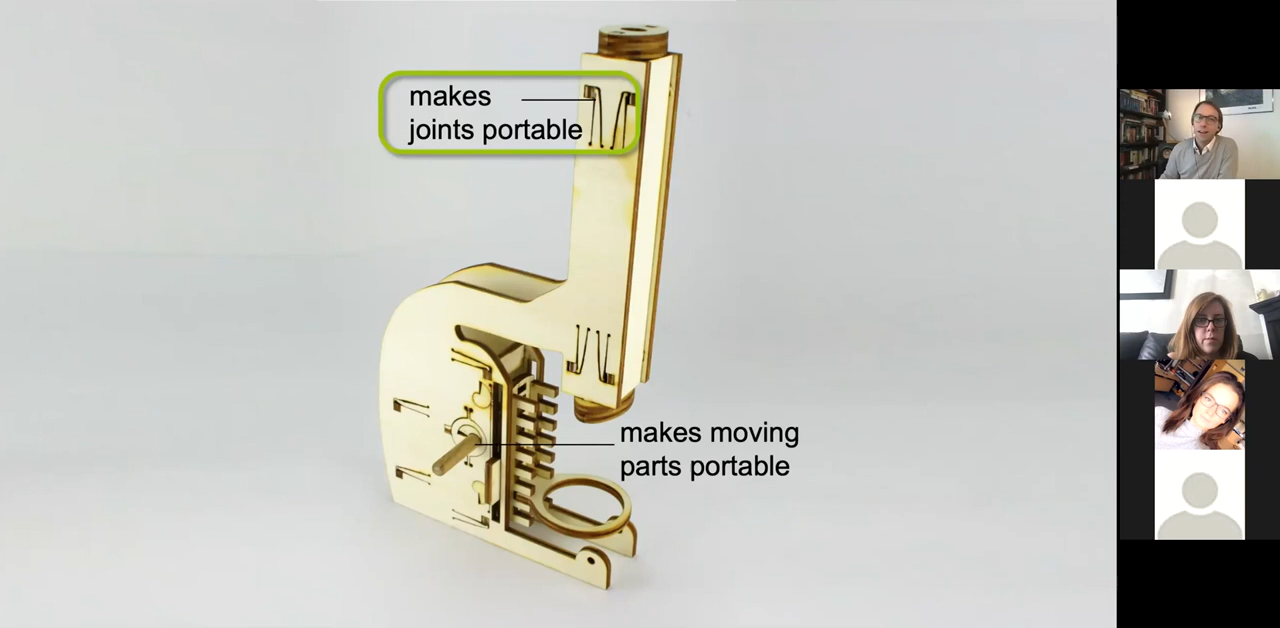 makes
joints portable
makes moving
parts portable